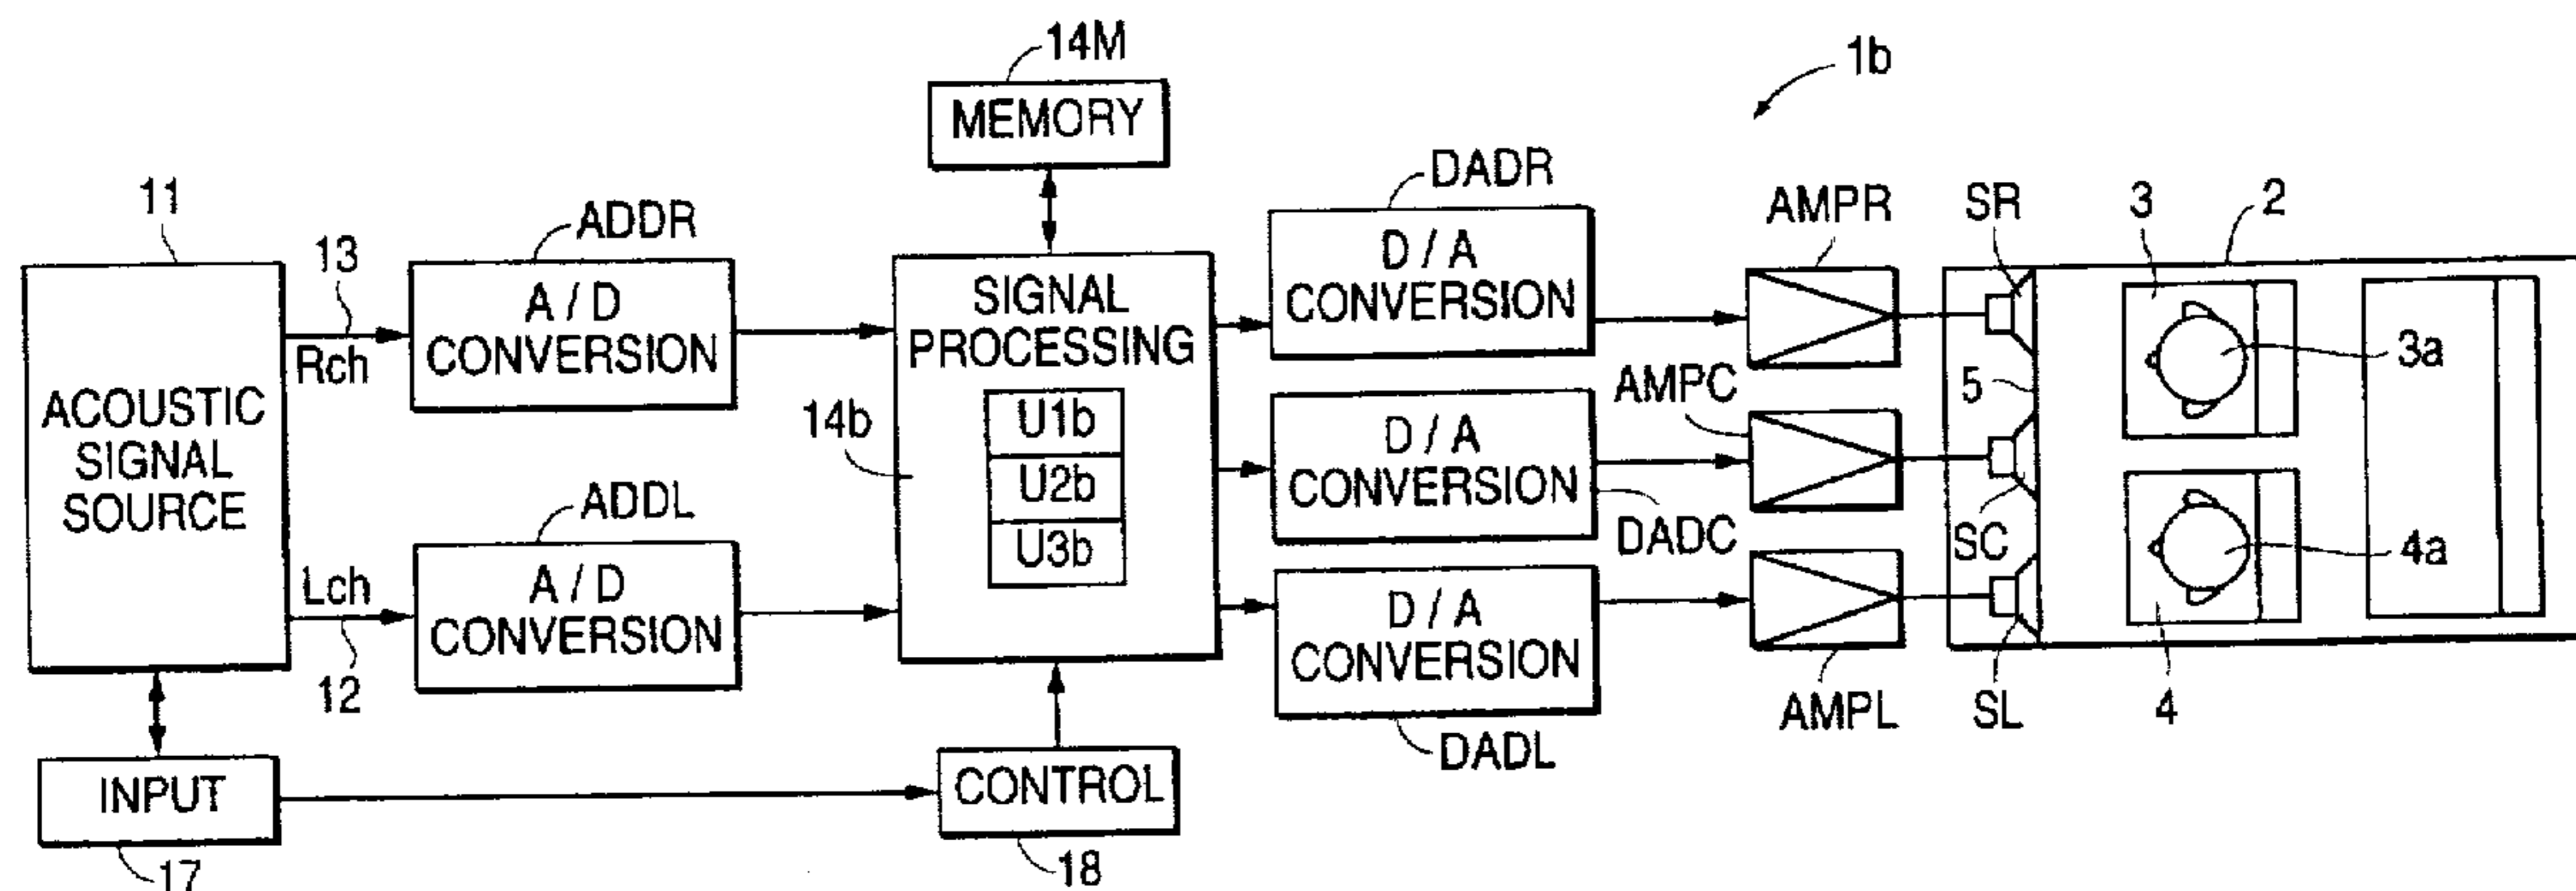 14M
1b
MEMORY
DADR
11
ADDR
13
AMPR
SR
3
2
A / D
CONVERSION
SIGNAL
PROCESSING
D / A
CONVERSION
Rch
3a
5
AMPC
ACOUSTIC
SIGNAL
SOURCE
14b
U1b
U2b
U3b
D / A
CONVERSION
ADDL
DADC
SC
4a
Lch
A / D
CONVERSION
12
D / A
CONVERSION
AMPL
SL
4
DADL
INPUT
CONTROL
17
18